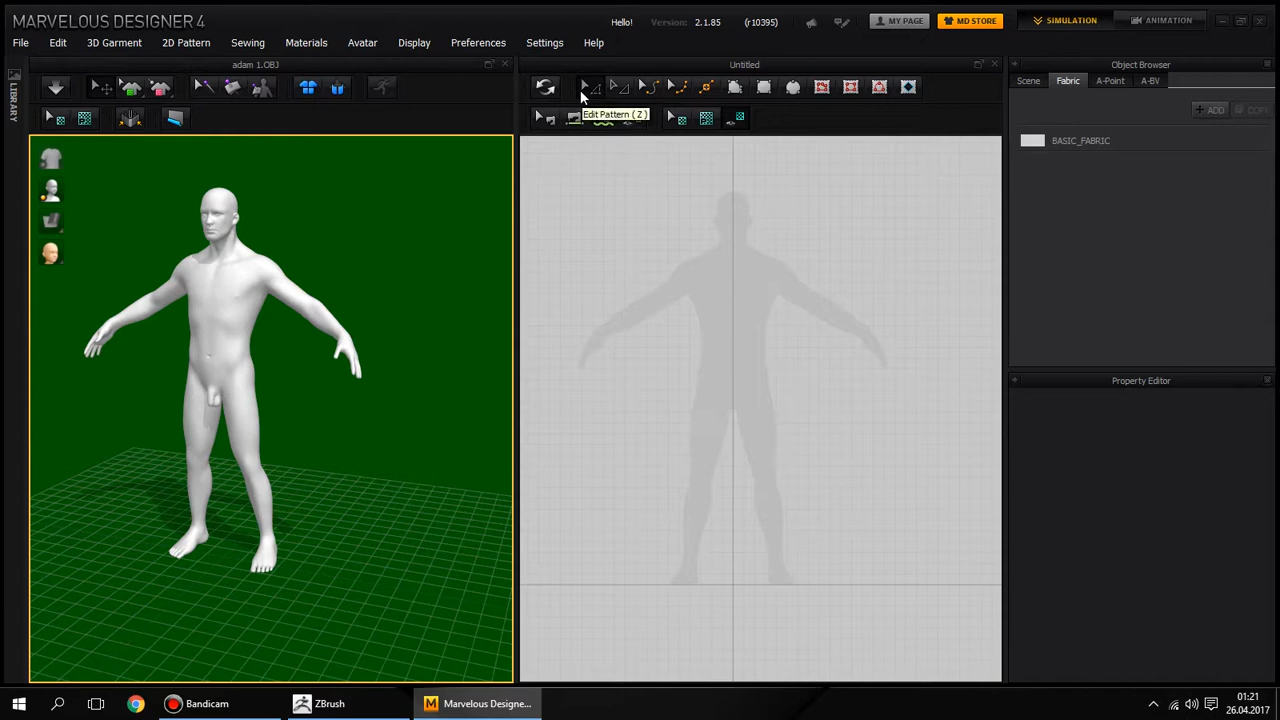 MARVELOUS DESIGNER 4
Hello!
Version: 2.1.85 (r10395)
MY PAGE
MD STORE
SIMULATION
ANIMATION
File Edit 3D Garment 2D Pattern Sewing Materials Avatar Display Preferences Settings Help
LIBRARY
adam 1.OBJ
Untitled
Object Browser
Scene Fabric A-Point A-BV
Edit Pattern ( Z )
+ ADD
COPY
BASIC_FABRIC
Property Editor
Bandicam
ZBrush
M Marvelous Designe...
01:21
26.04.2017